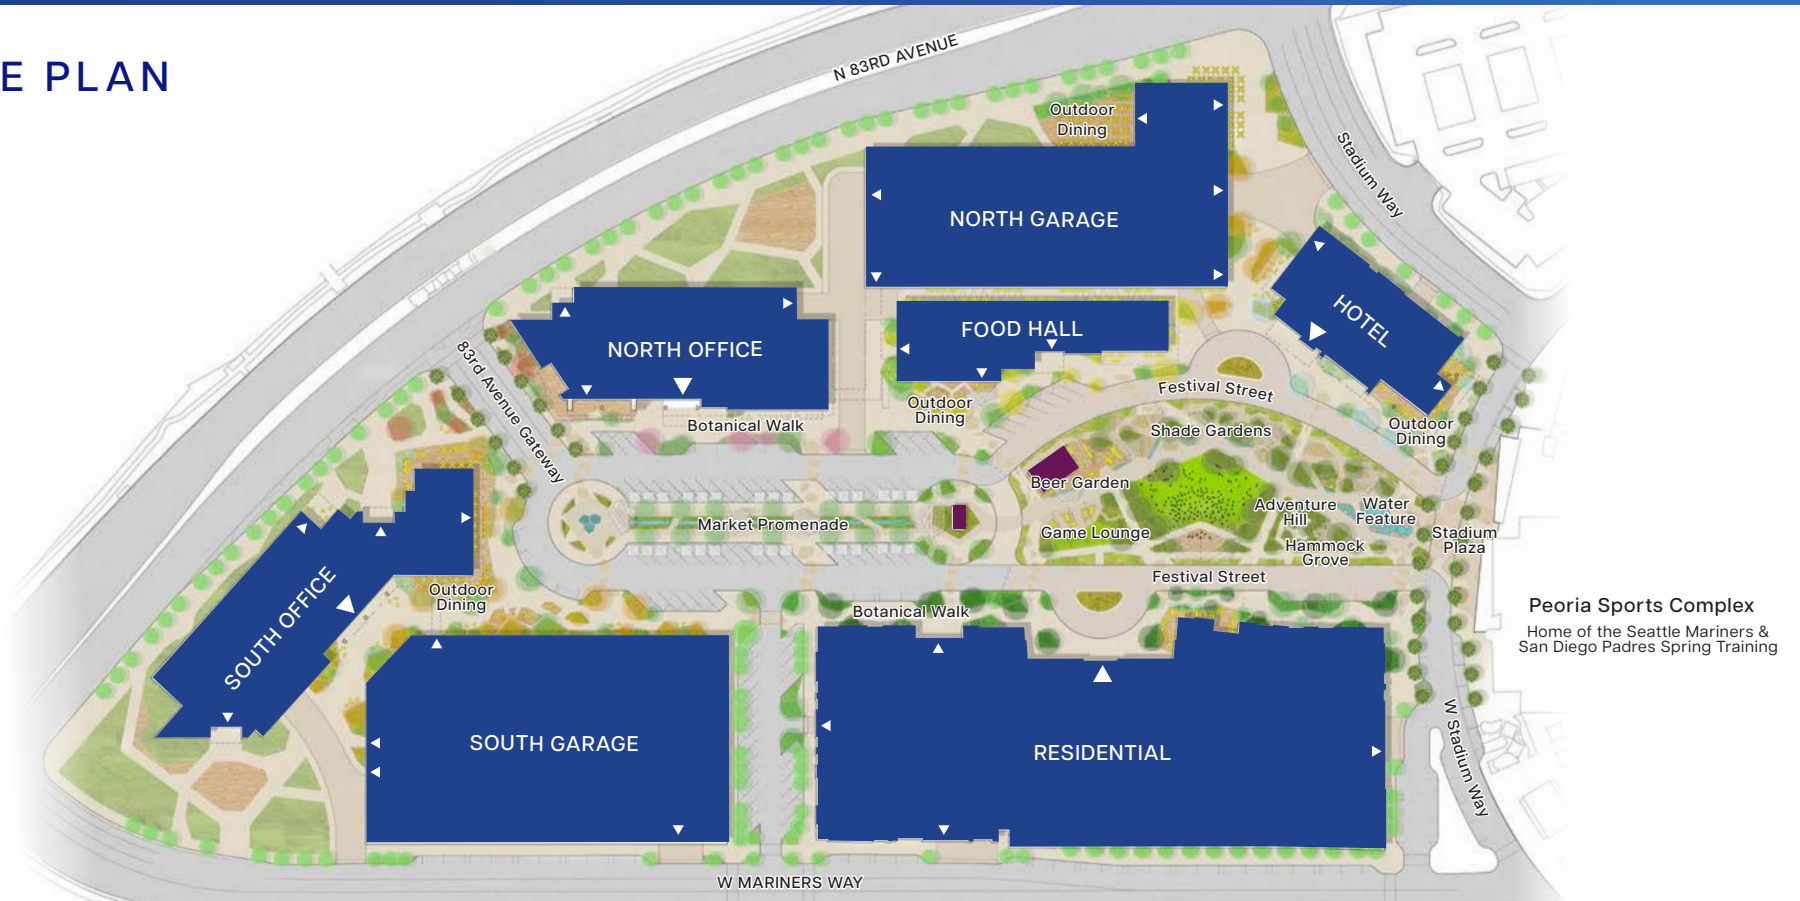 E PLAN
N 83RD AVENUE
Outdoor
Dining
Stadium Way
NORTH GARAGE
HOTEL
FOOD HALL
NORTH OFFICE
83rd Avenue Gateway
Festival Street
Outdoor
Dining
Botanical Walk
Shade Gardens
Outdoor
Dining
Beer Garden
Market Promenade
Game Lounge
Adventure
Hill
Water
Feature
Hammock
Grove
Stadium
Plaza
Festival Street
Outdoor
Dining
Botanical Walk
SOUTH OFFICE
Peoria Sports Complex
Home of the Seattle Mariners &
San Diego Padres Spring Training
SOUTH GARAGE
RESIDENTIAL
W Stadium Way
W MARINERS WAY